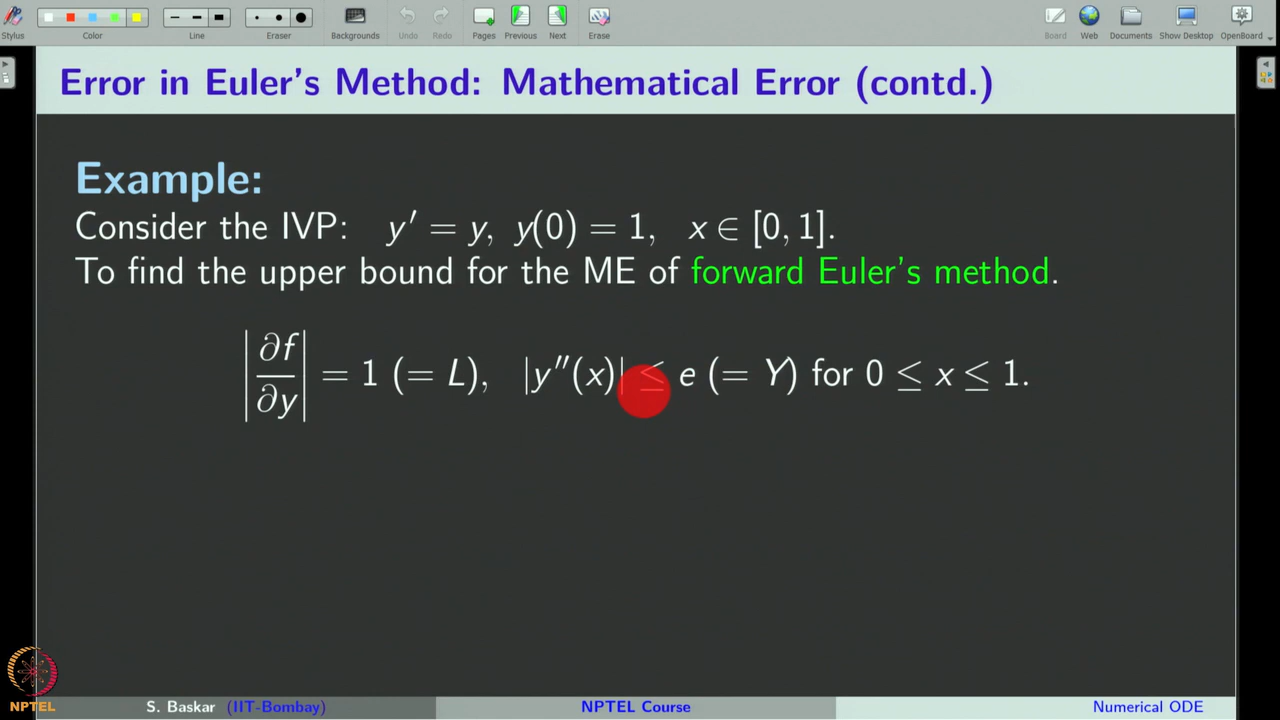 Stylus Color Line Eraser Backgrounds Undo Redo Pages Previous Next Erase Board Web Documents Show Desktop OpenBoard
Error in Euler's Method: Mathematical Error (contd.)
Example:
Consider the IVP: y′ = y, y(0) = 1, x ∈ [0, 1].
To find the upper bound for the ME of forward Euler's method.
|∂f/∂y| = 1 (= L), |y″(x)| ≤ e (= Y) for 0 ≤ x ≤ 1.
NPTEL
S. Baskar (IIT-Bombay) NPTEL Course Numerical ODE